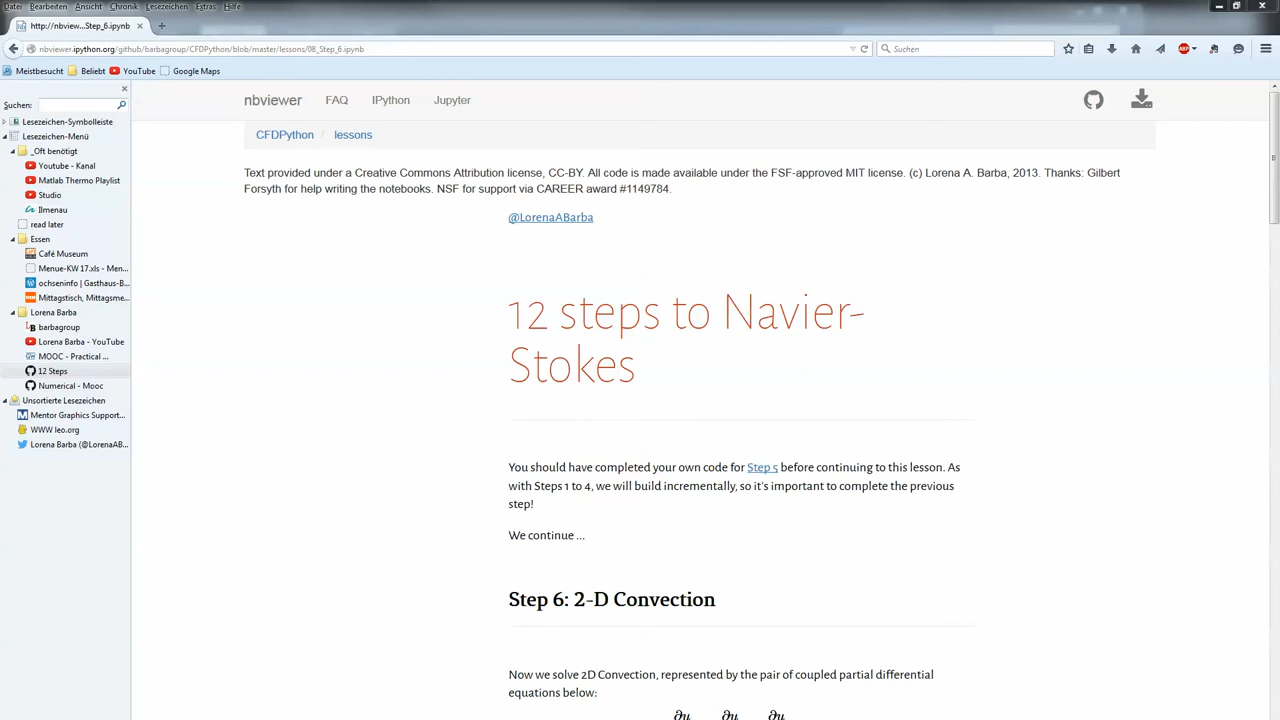 Datei Bearbeiten Ansicht Chronik Lesezeichen Extras Hilfe
http://nbview...Step_6.ipynb
nbviewer.ipython.org/github/barbagroup/CFDPython/blob/master/lessons/08_Step_6.ipynb
Suchen
ABP
Meistbesucht Beliebt YouTube Google Maps
Suchen:
Lesezeichen-Symbolleiste
Lesezeichen-Menü
_Oft benötigt
Youtube - Kanal
Matlab Thermo Playlist
Studio
Ilmenau
read later
Essen
Café Museum
Menue-KW 17.xls - Men...
ochseninfo | Gasthaus-B...
Mittagstisch, Mittagsme...
Lorena Barba
barbagroup
Lorena Barba - YouTube
MOOC - Practical ...
12 Steps
Numerical - Mooc
Unsortierte Lesezeichen
Mentor Graphics Support...
WWW leo.org
Lorena Barba (@LorenaAB...
nbviewer FAQ IPython Jupyter
CFDPython / lessons
Text provided under a Creative Commons Attribution license, CC-BY. All code is made available under the FSF-approved MIT license. (c) Lorena A. Barba, 2013. Thanks: Gilbert
Forsyth for help writing the notebooks. NSF for support via CAREER award #1149784.
@LorenaABarba
12 steps to Navier-
Stokes
You should have completed your own code for Step 5 before continuing to this lesson. As
with Steps 1 to 4, we will build incrementally, so it's important to complete the previous
step!
We continue ...
Step 6: 2-D Convection
Now we solve 2D Convection, represented by the pair of coupled partial differential
equations below:
∂u ∂u ∂u